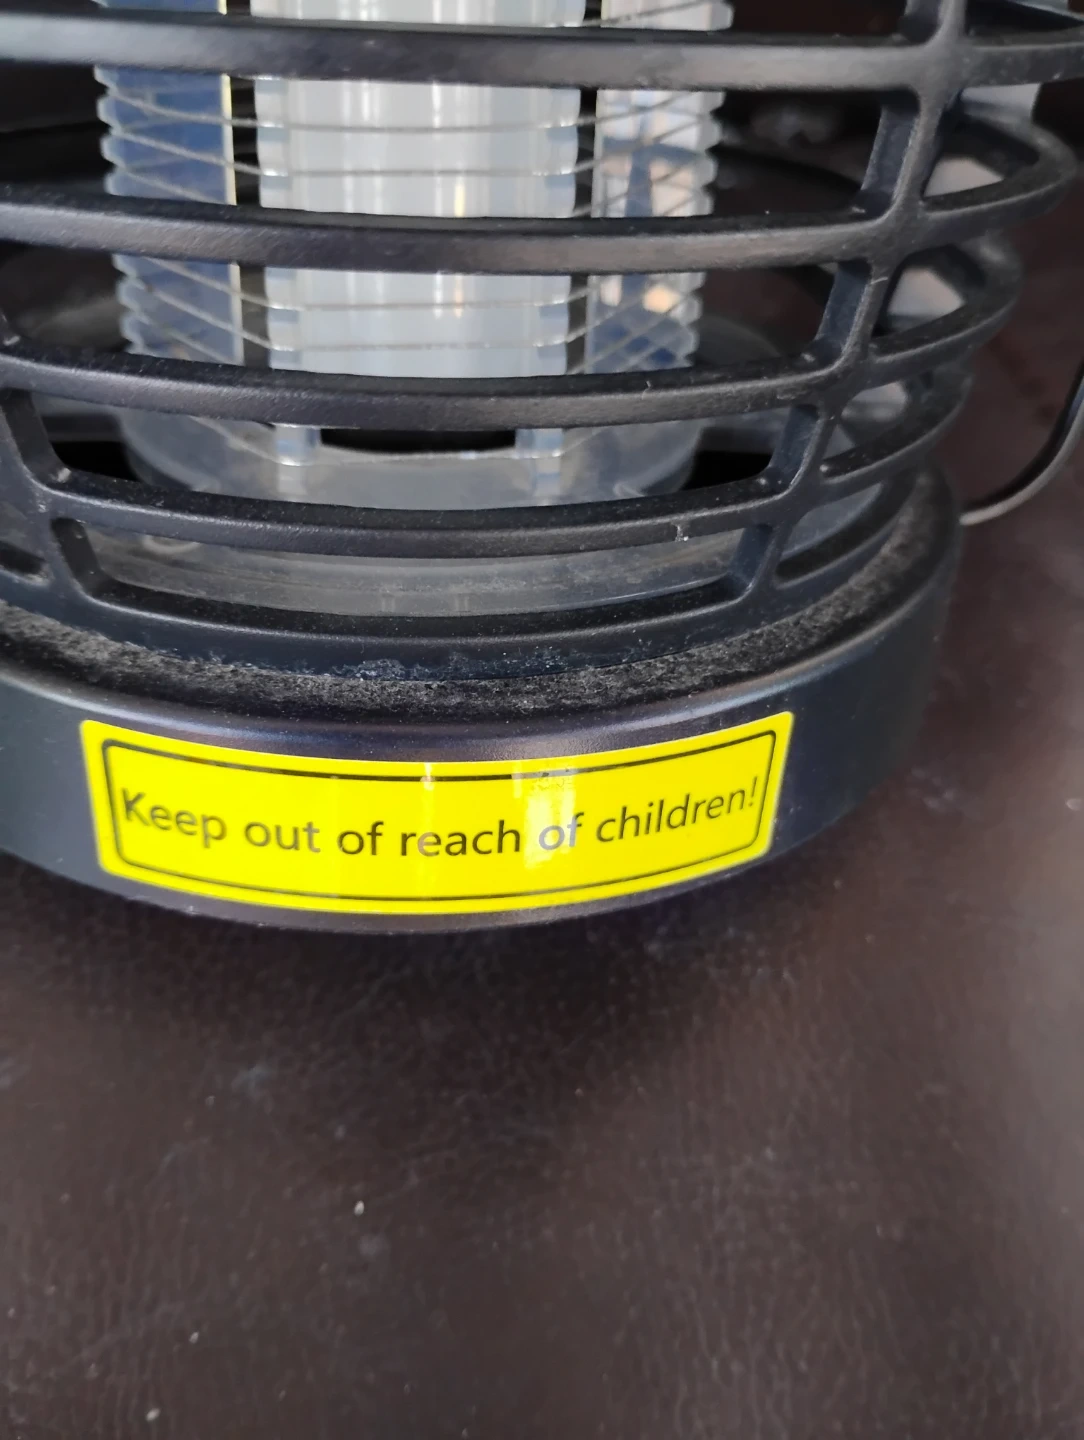 Keep out of reach of children!